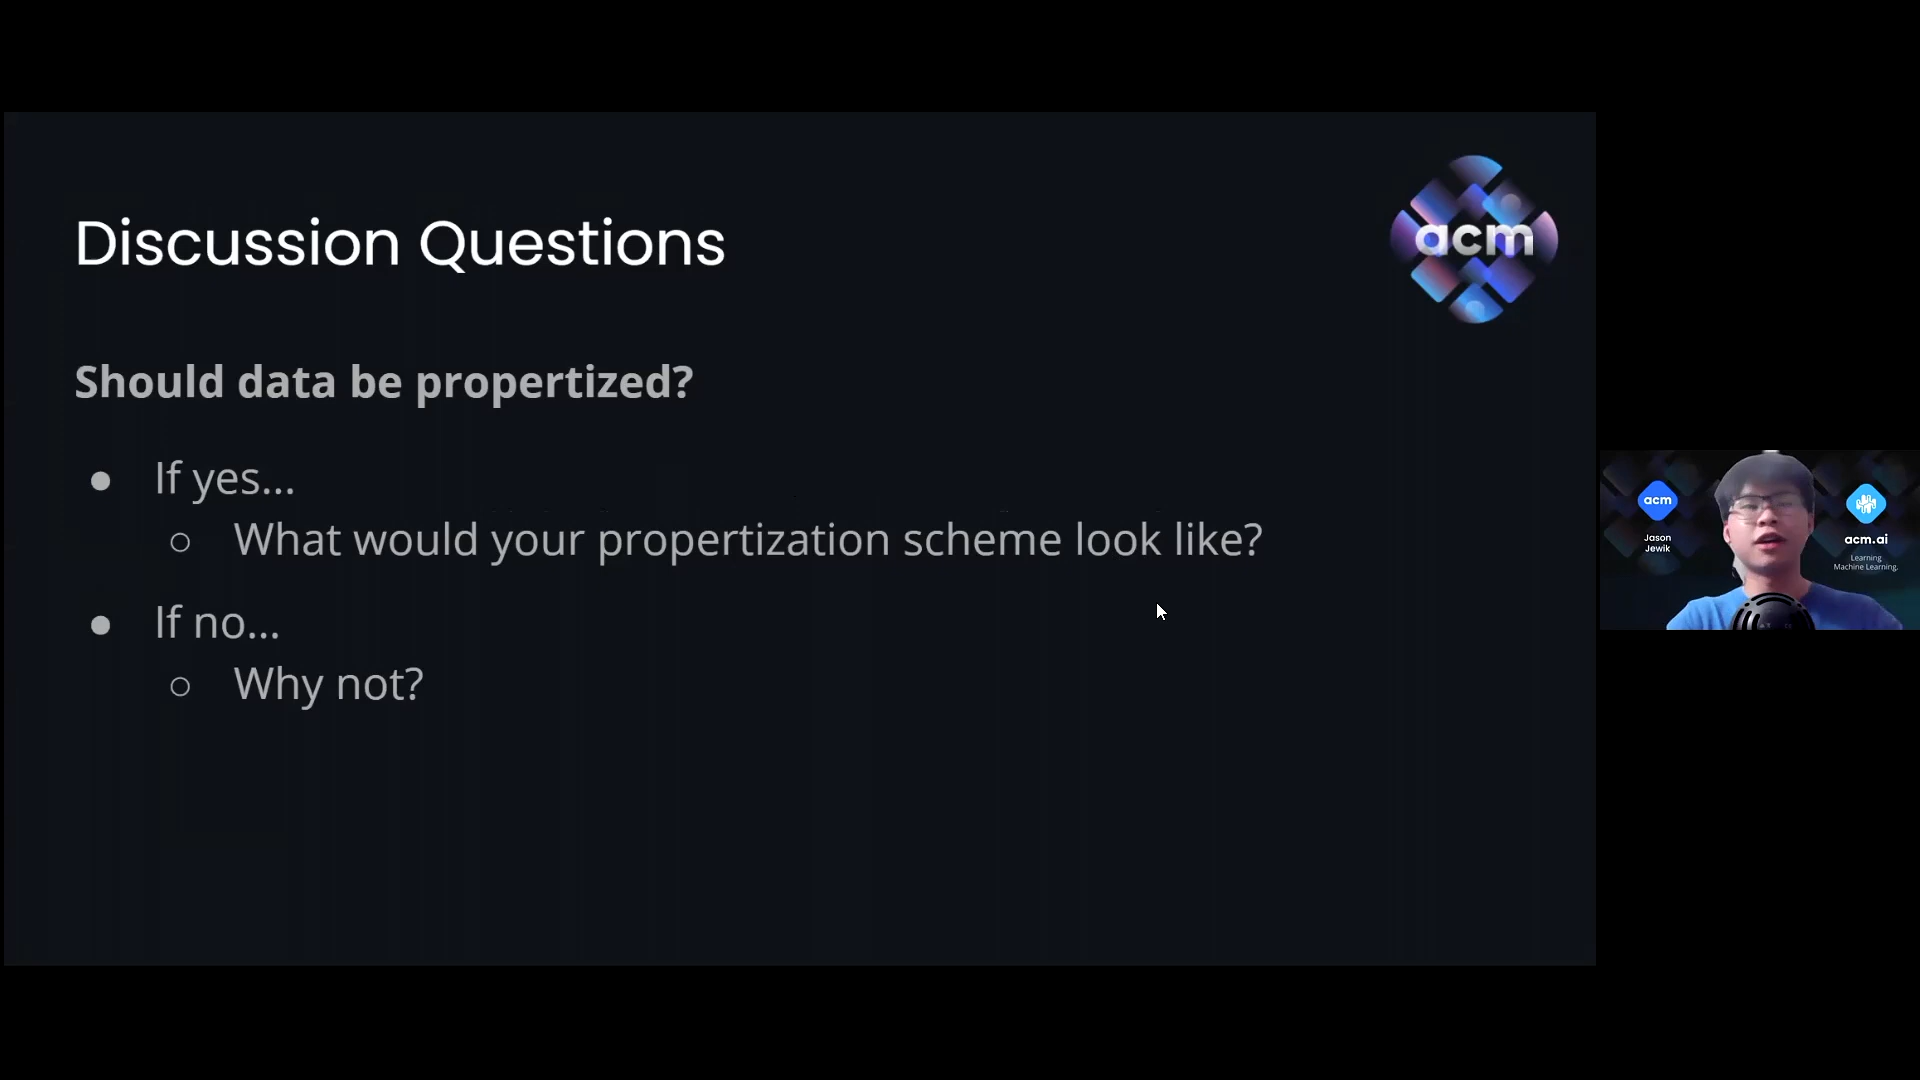 Discussion Questions
acm
Should data be propertized?
● If yes...
○ What would your propertization scheme look like?
● If no...
○ Why not?
acm
Jason
Jewik
acm.ai
Learning
Machine Learning.